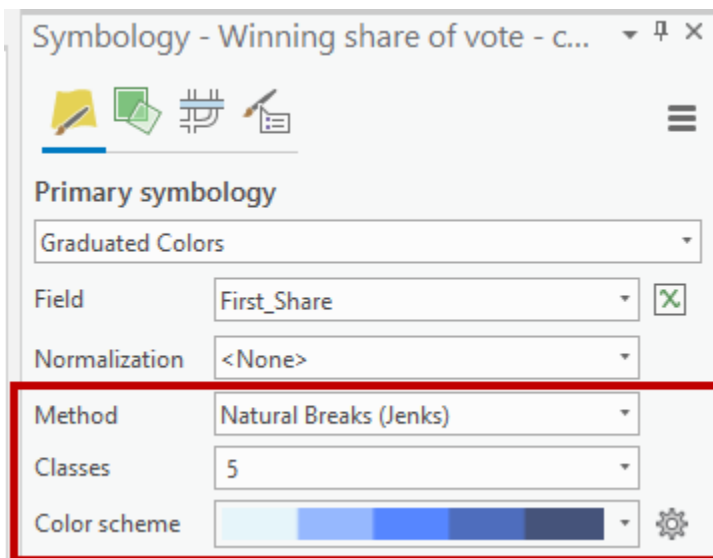 Symbology - Winning share of vote - c...
Primary symbology
Graduated Colors
Field First_Share
Normalization <None>
Method Natural Breaks (Jenks)
Classes 5
Color scheme